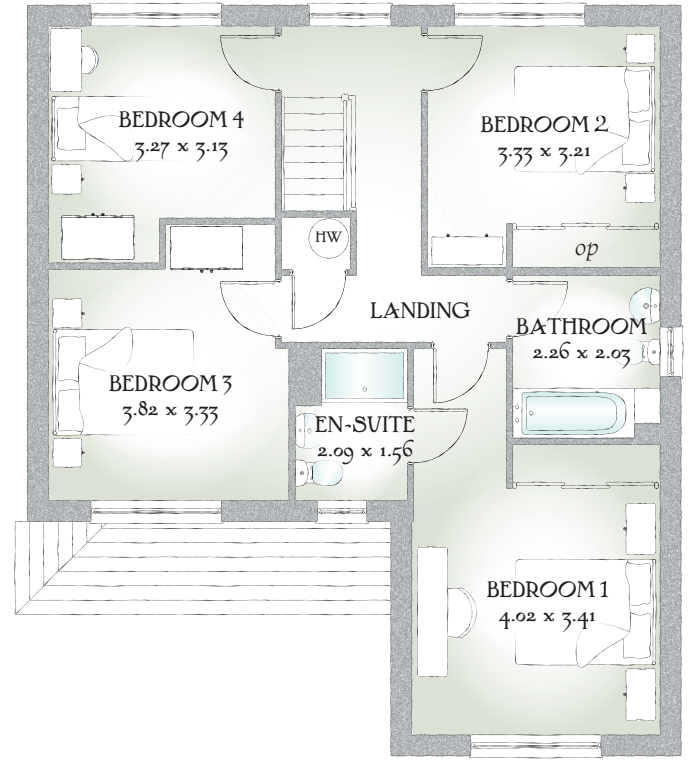 BEDROOM 4
3.27 x 3.13
BEDROOM 2
3.33 x 3.21
HW
op
LANDING
BATHROOM
2.26 x 2.03
BEDROOM 3
3.82 x 3.33
EN-SUITE
2.09 x 1.56
BEDROOM 1
4.02 x 3.41